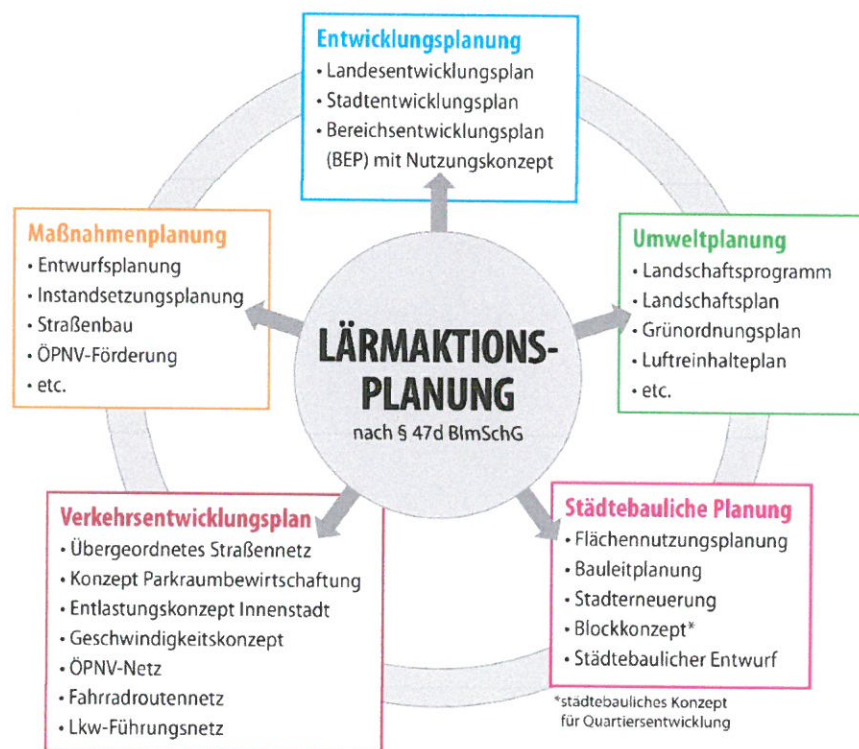 Entwicklungsplanung
• Landesentwicklungsplan
• Stadtentwicklungsplan
• Bereichsentwicklungsplan
(BEP) mit Nutzungskonzept
Maßnahmenplanung
• Entwurfsplanung
• Instandsetzungsplanung
• Straßenbau
• ÖPNV-Förderung
• etc.
Umweltplanung
• Landschaftsprogramm
• Landschaftsplan
• Grünordnungsplan
• Luftreinhalteplan
• etc.
LÄRMAKTIONS-
PLANUNG
nach § 47d BImSchG
Verkehrsentwicklungsplan
• Übergeordnetes Straßennetz
• Konzept Parkraumbewirtschaftung
• Entlastungskonzept Innenstadt
• Geschwindigkeitskonzept
• ÖPNV-Netz
• Fahrradroutennetz
• Lkw-Führungsnetz
Städtebauliche Planung
• Flächennutzungsplanung
• Bauleitplanung
• Stadterneuerung
• Blockkonzept*
• Städtebaulicher Entwurf
*städtebauliches Konzept
für Quartiersentwicklung